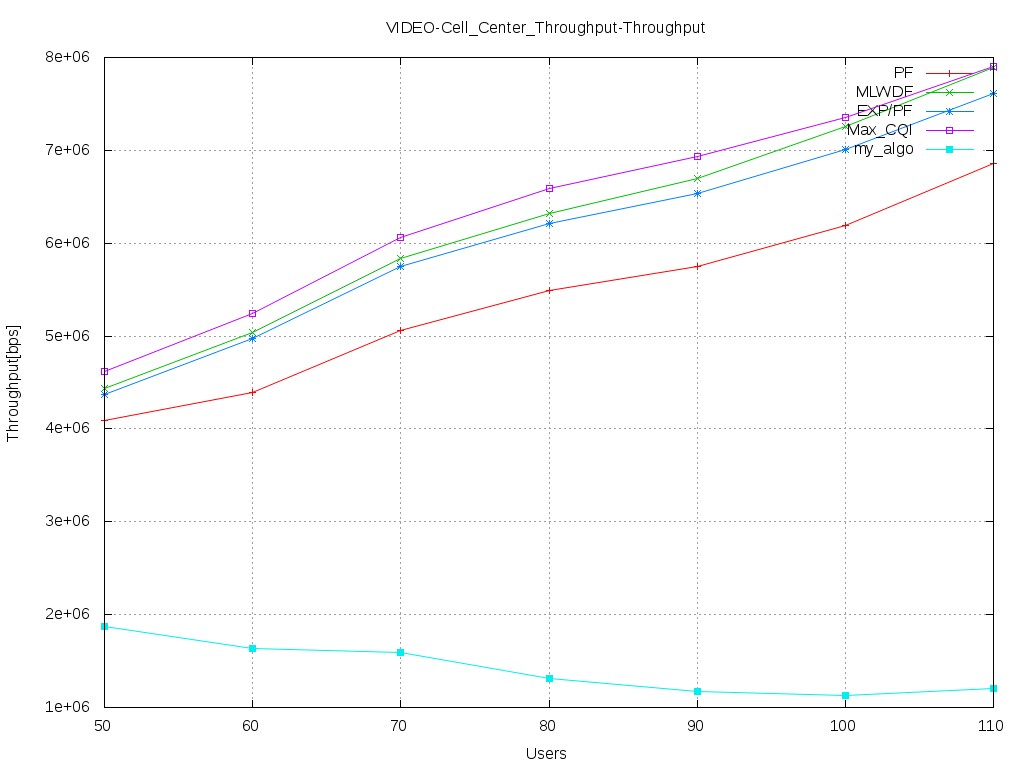 VIDEO-Cell_Center_Throughput-Throughput
8e+06
7e+06
6e+06
5e+06
4e+06
3e+06
2e+06
1e+06
Throughput[bps]
PF
MLWDF
EXP/PF
Max_CQI
my_algo
50
60
70
80
90
100
110
Users